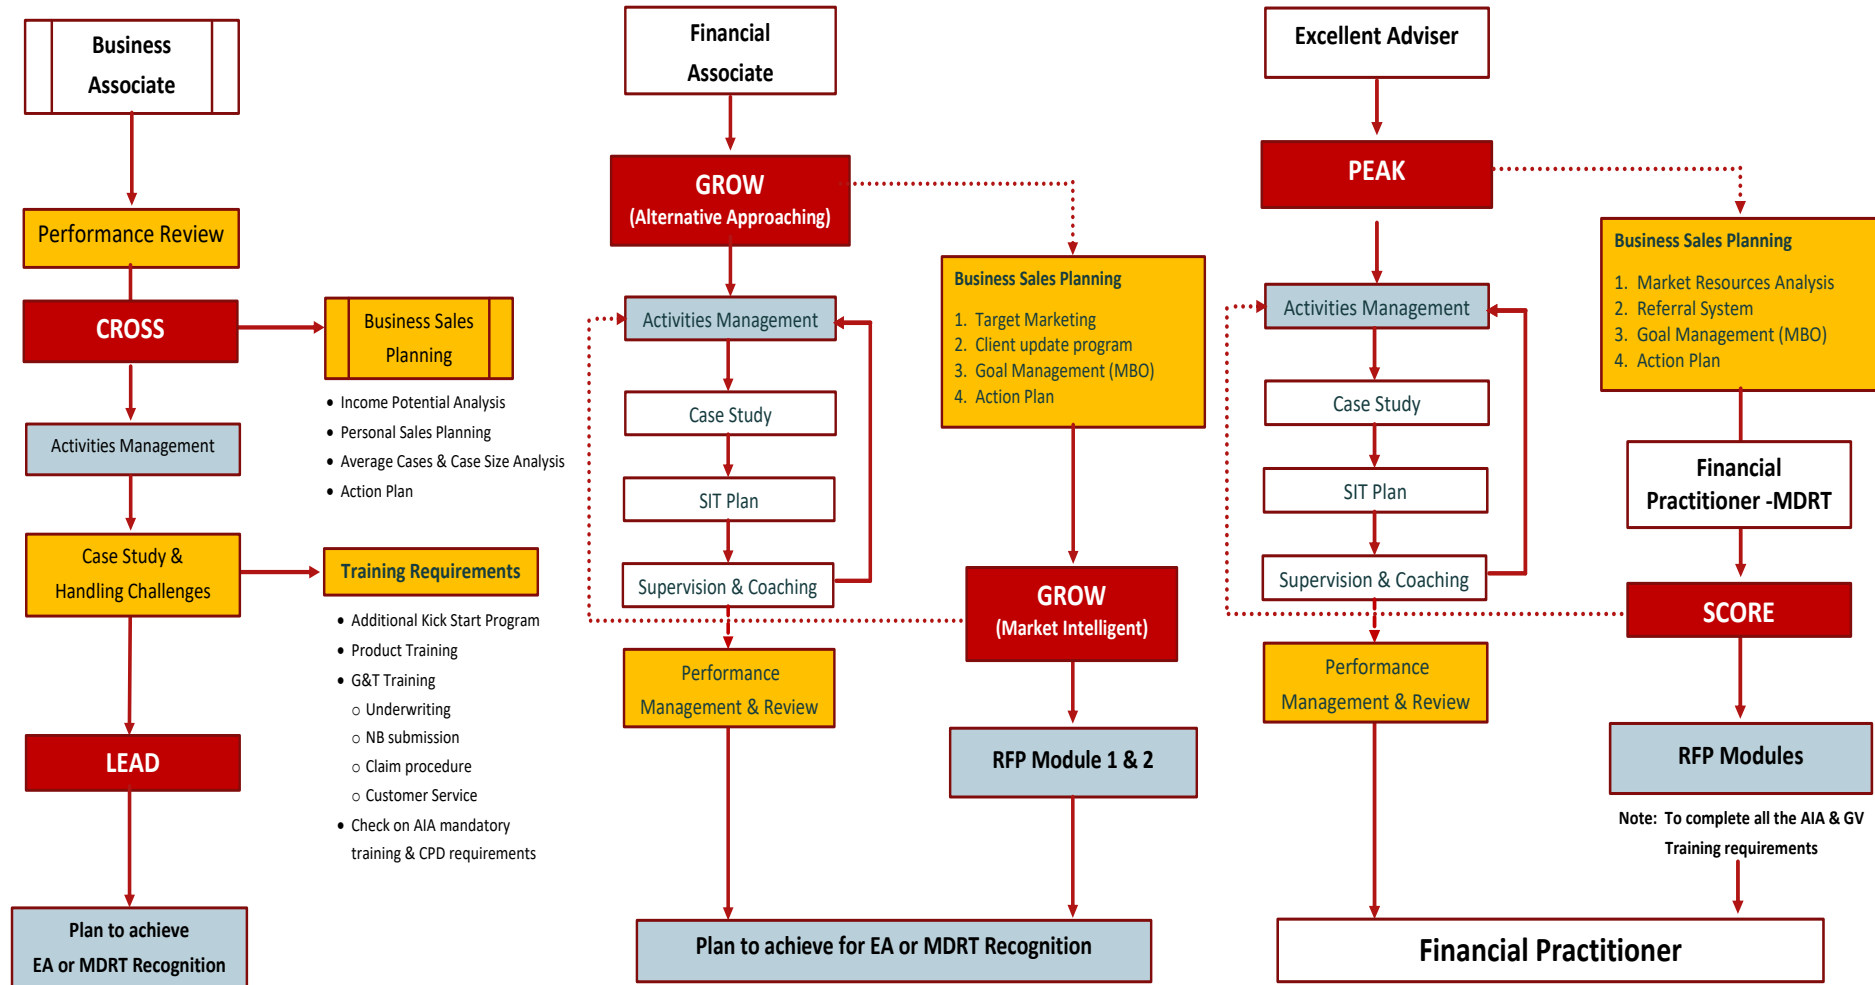 Business
Associate
Performance Review
CROSS
Business Sales
Planning
• Income Potential Analysis
• Personal Sales Planning
• Average Cases & Case Size Analysis
• Action Plan
Activities Management
Case Study &
Handling Challenges
Training Requirements
• Additional Kick Start Program
• Product Training
• G&T Training
○ Underwriting
○ NB submission
○ Claim procedure
○ Customer Service
• Check on AIA mandatory
training & CPD requirements
LEAD
Plan to achieve
EA or MDRT Recognition
Financial
Associate
GROW
(Alternative Approaching)
Activities Management
Case Study
SIT Plan
Supervision & Coaching
Performance
Management & Review
Business Sales Planning
1. Target Marketing
2. Client update program
3. Goal Management (MBO)
4. Action Plan
GROW
(Market Intelligent)
RFP Module 1 & 2
Plan to achieve for EA or MDRT Recognition
Excellent Adviser
PEAK
Activities Management
Case Study
SIT Plan
Supervision & Coaching
Performance
Management & Review
Business Sales Planning
1. Market Resources Analysis
2. Referral System
3. Goal Management (MBO)
4. Action Plan
Financial
Practitioner -MDRT
SCORE
RFP Modules
Note: To complete all the AIA & GV
Training requirements
Financial Practitioner